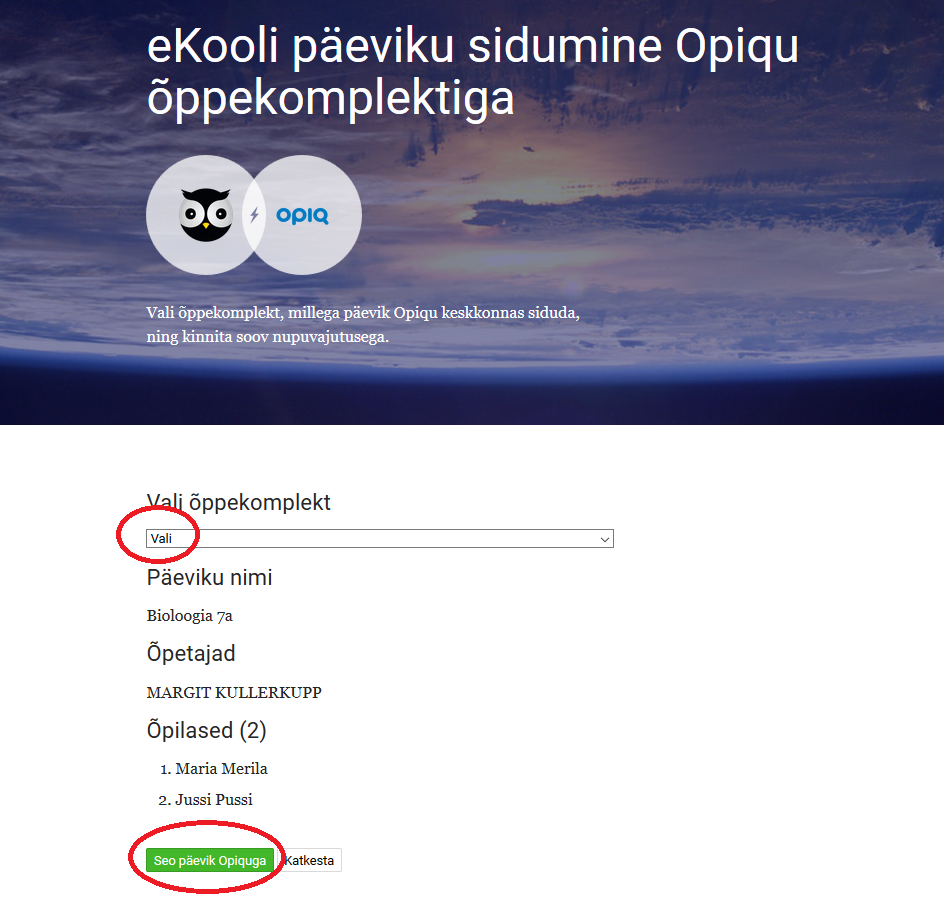 eKooli päeviku sidumine Opiqu
õppekomplektiga
opiq
Vali õppekomplekt, millega päevik Opiqu keskkonnas siduda,
ning kinnita soov nupuvajutusega.
Vali õppekomplekt
Vali
Päeviku nimi
Bioloogia 7a
Õpetajad
MARGIT KULLERKUPP
Õpilased (2)
1. Maria Merila
2. Jussi Pussi
Seo päevik Opiquga Katkesta